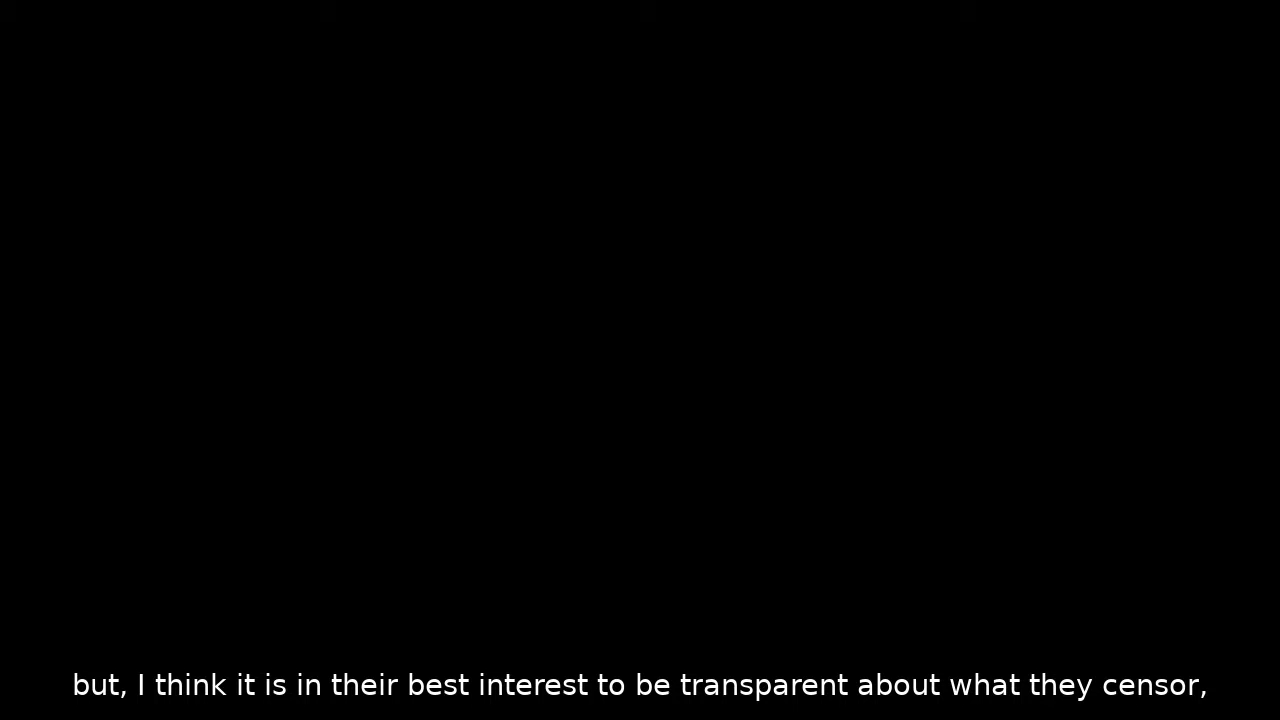 but, I think it is in their best interest to be transparent about what they censor,